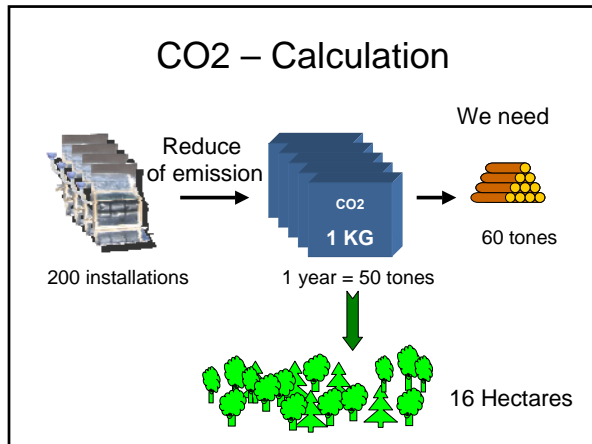 CO2 – Calculation
We need
Reduce
of emission
CO2
1 KG
200 installations
1 year = 50 tones
60 tones
16 Hectares